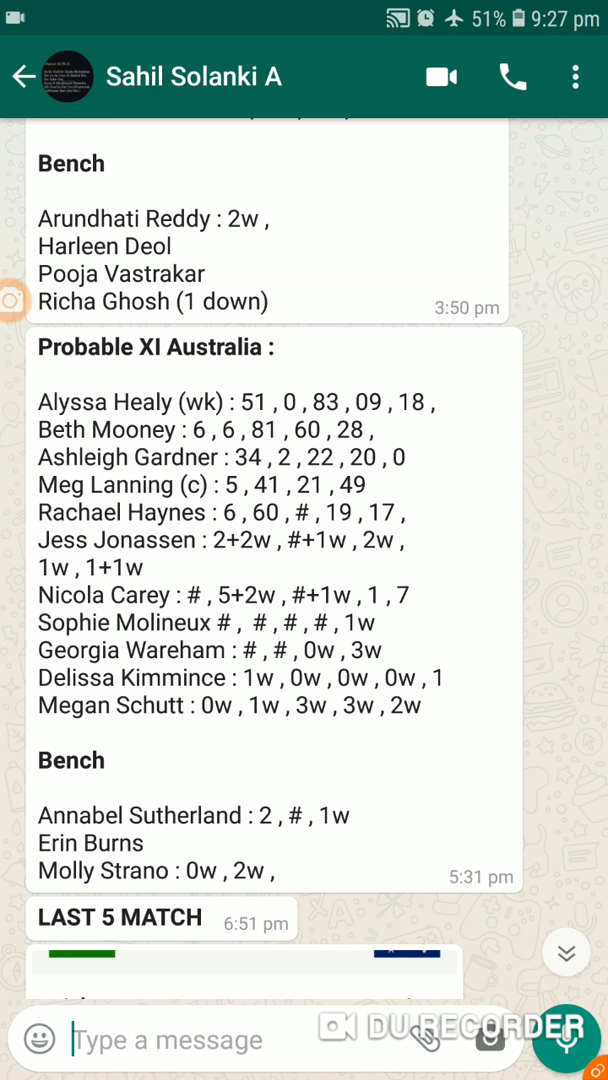 51% 9:27 pm
Sahil Solanki A
Bench
Arundhati Reddy : 2w ,
Harleen Deol
Pooja Vastrakar
Richa Ghosh (1 down)
3:50 pm
Probable XI Australia :
Alyssa Healy (wk) : 51 , 0 , 83 , 09 , 18 ,
Beth Mooney : 6 , 6 , 81 , 60 , 28 ,
Ashleigh Gardner : 34 , 2 , 22 , 20 , 0
Meg Lanning (c) : 5 , 41 , 21 , 49
Rachael Haynes : 6 , 60 , # , 19 , 17 ,
Jess Jonassen : 2+2w , #+1w , 2w ,
1w , 1+1w
Nicola Carey : # , 5+2w , #+1w , 1 , 7
Sophie Molineux # , # , # , # , 1w
Georgia Wareham : # , # , 0w , 3w
Delissa Kimmince : 1w , 0w , 0w , 0w , 1
Megan Schutt : 0w , 1w , 3w , 3w , 2w
Bench
Annabel Sutherland : 2 , # , 1w
Erin Burns
Molly Strano : 0w , 2w ,
5:31 pm
LAST 5 MATCH
6:51 pm
Type a message
DU RECORDER